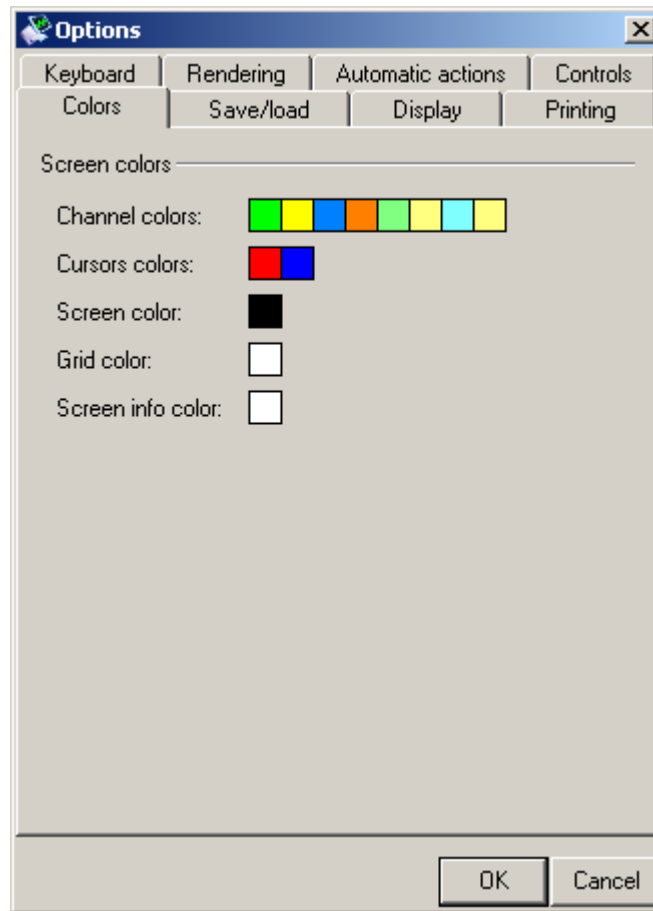 Options
Keyboard Rendering Automatic actions Controls
Colors Save/load Display Printing
Screen colors
Channel colors:
Cursors colors:
Screen color:
Grid color:
Screen info color:
OK Cancel